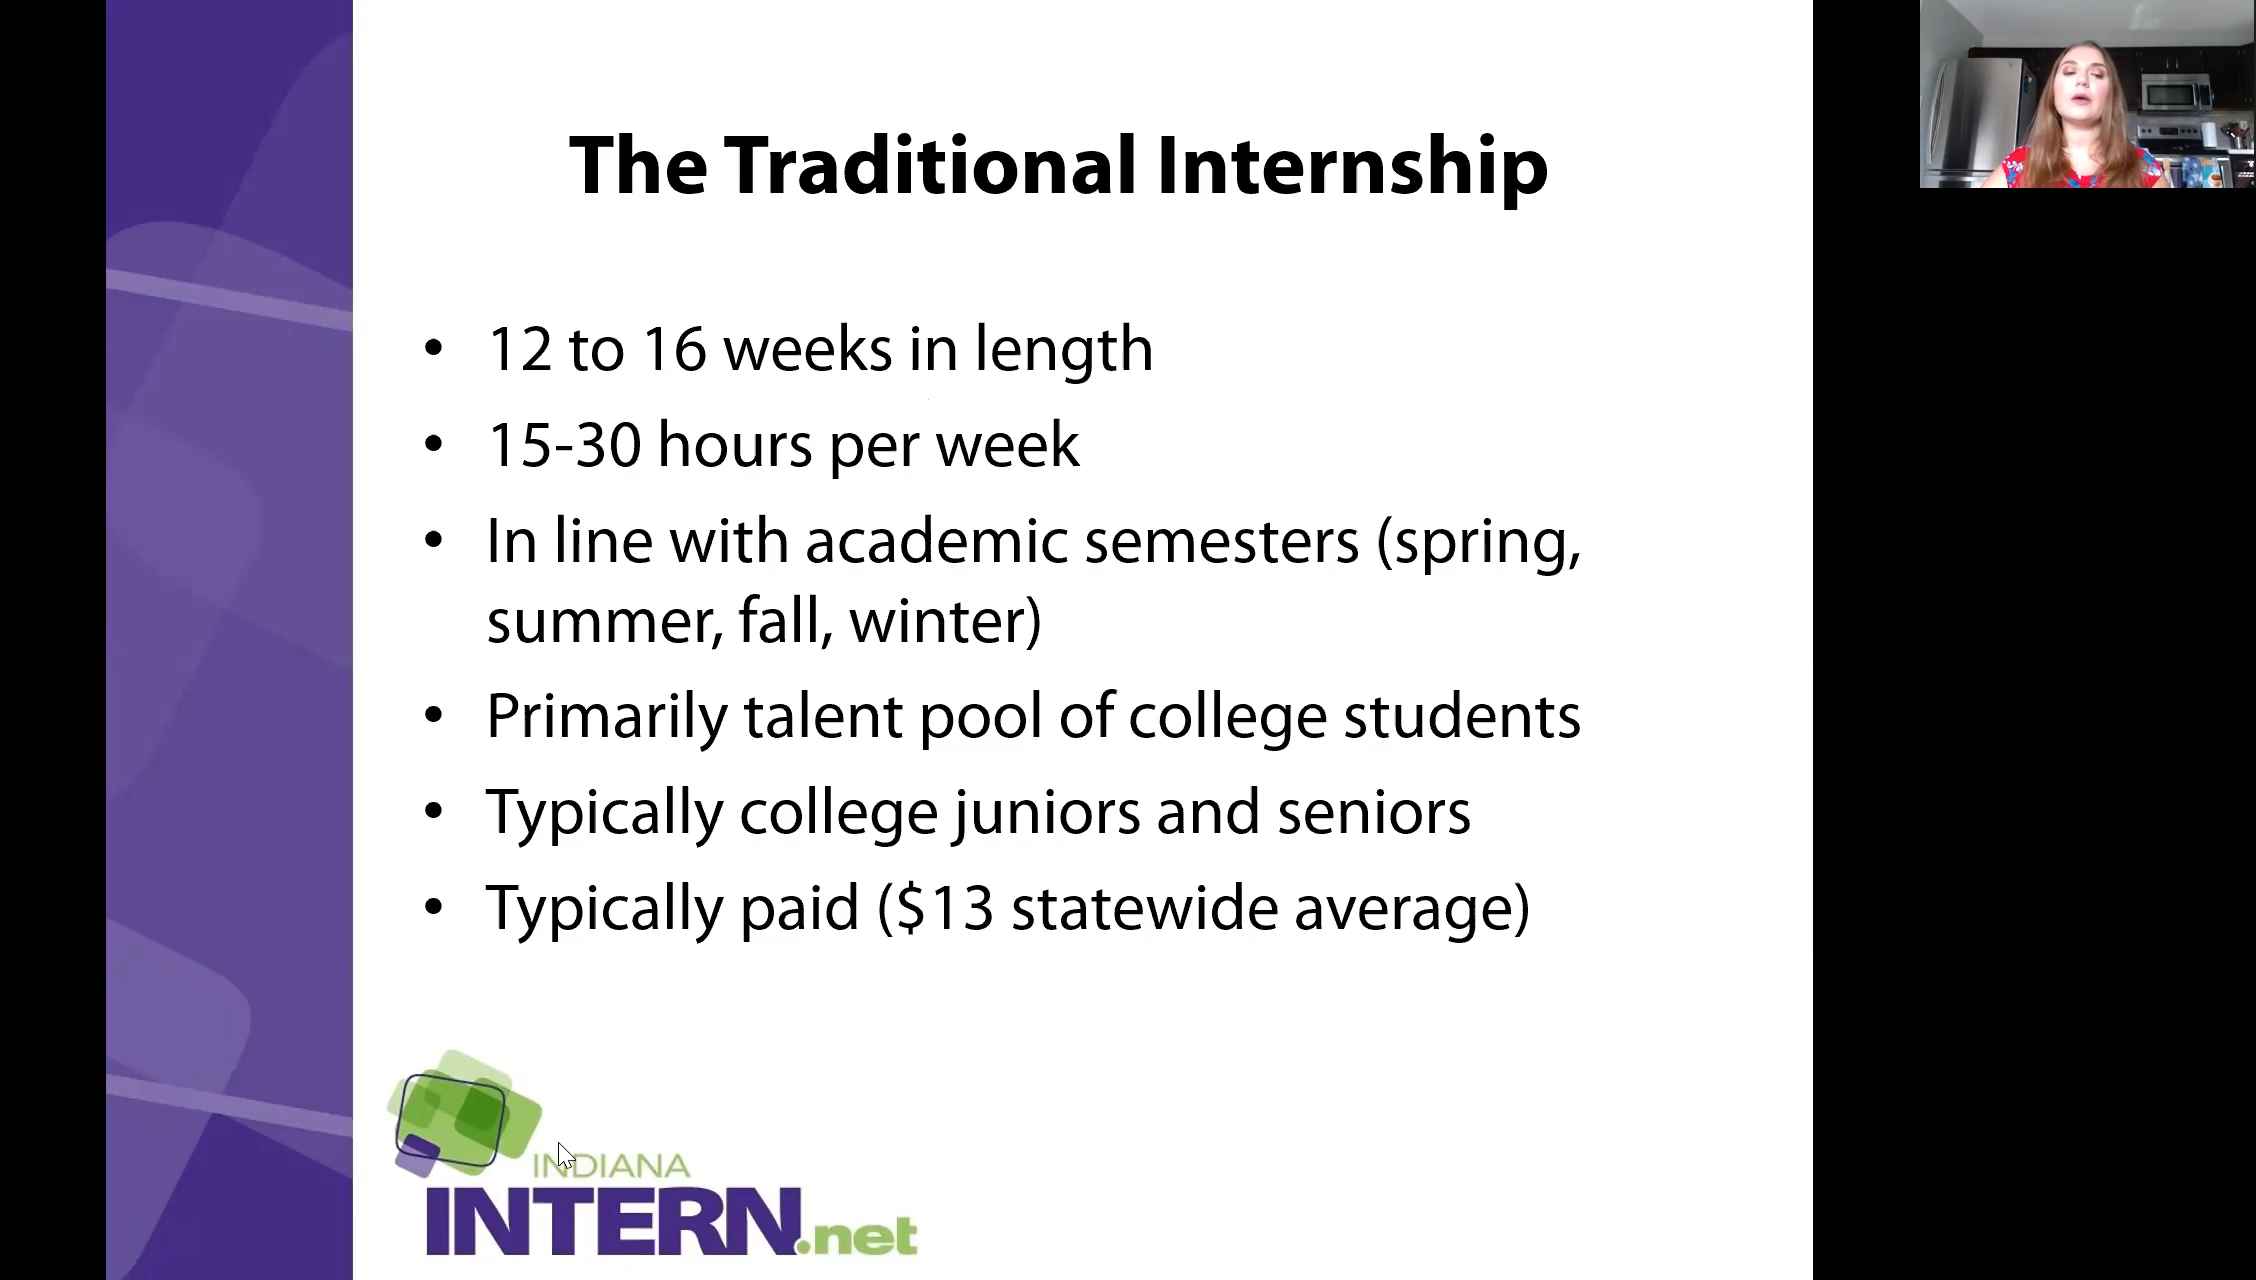 The Traditional Internship
• 12 to 16 weeks in length
• 15-30 hours per week
• In line with academic semesters (spring,
summer, fall, winter)
• Primarily talent pool of college students
• Typically college juniors and seniors
• Typically paid ($13 statewide average)
INDIANA
INTERN.net